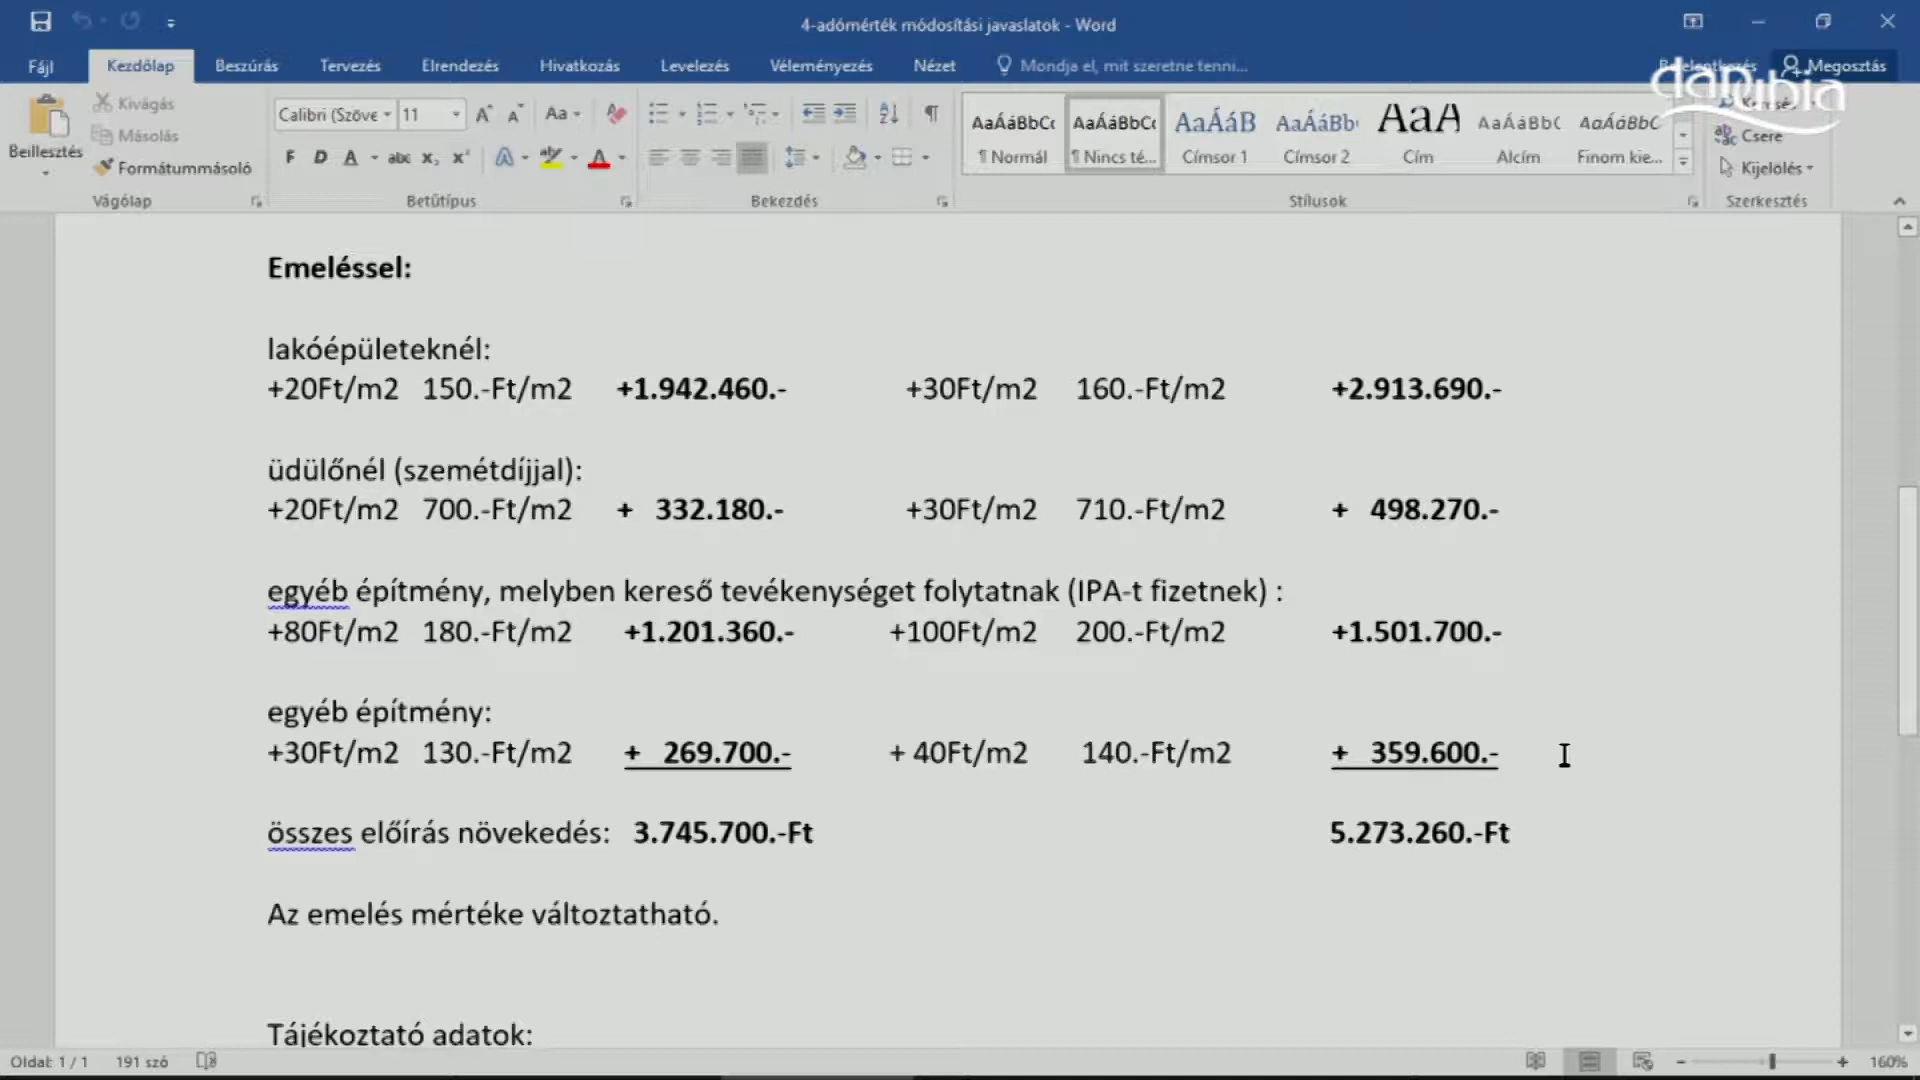 4-adómérték módosítási javaslatok - Word
Fájl Kezdőlap Beszúrás Tervezés Elrendezés Hivatkozás Levelezés Véleményezés Nézet Mondja el, mit szeretne tenni... Megosztás
danubia
Beillesztés
Kivágás
Másolás
Formátummásoló
Calibri (Szöve 11
AaÁáBbCc AaÁáBbCc AaÁáB AaÁáBb AaA AaÁáBbC AaÁáBbC
¶ Normál ¶ Nincs té... Címsor 1 Címsor 2 Cím Alcím Finom kie...
Csere
Kijelölés
Vágólap Betűtípus Bekezdés Stílusok Szerkesztés
Emeléssel:
lakóépületeknél:
+20Ft/m2 150.-Ft/m2 +1.942.460.- +30Ft/m2 160.-Ft/m2 +2.913.690.-
üdülőnél (szemétdíjjal):
+20Ft/m2 700.-Ft/m2 + 332.180.- +30Ft/m2 710.-Ft/m2 + 498.270.-
egyéb építmény, melyben kereső tevékenységet folytatnak (IPA-t fizetnek) :
+80Ft/m2 180.-Ft/m2 +1.201.360.- +100Ft/m2 200.-Ft/m2 +1.501.700.-
egyéb építmény:
+30Ft/m2 130.-Ft/m2 + 269.700.- + 40Ft/m2 140.-Ft/m2 + 359.600.-
összes előírás növekedés: 3.745.700.-Ft 5.273.260.-Ft
Az emelés mértéke változtatható.
Tájékoztató adatok:
Oldal: 1 / 1 191 szó 160%